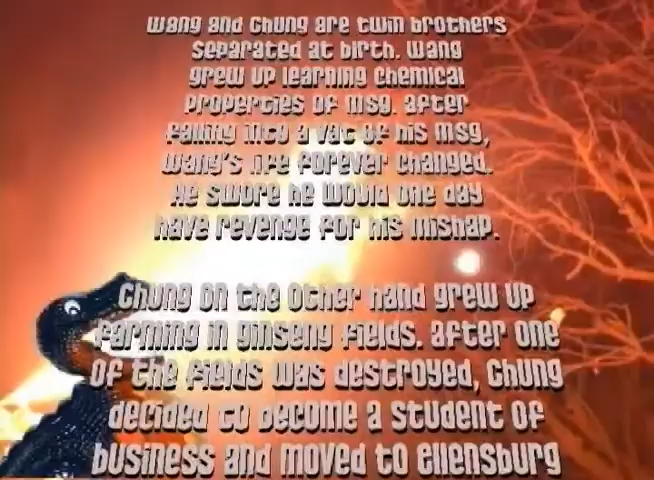 Wang and Chung are twin brothers
separated at birth. Wang
grew up learning chemical
properties of MSG. After
falling into a vat of his MSG,
Wang's life forever changed.
He swore he would one day
have revenge for his mishap.
Chung on the other hand grew up
farming in ginseng fields. After one
of the fields was destroyed, Chung
decided to become a student of
business and moved to Ellensburg